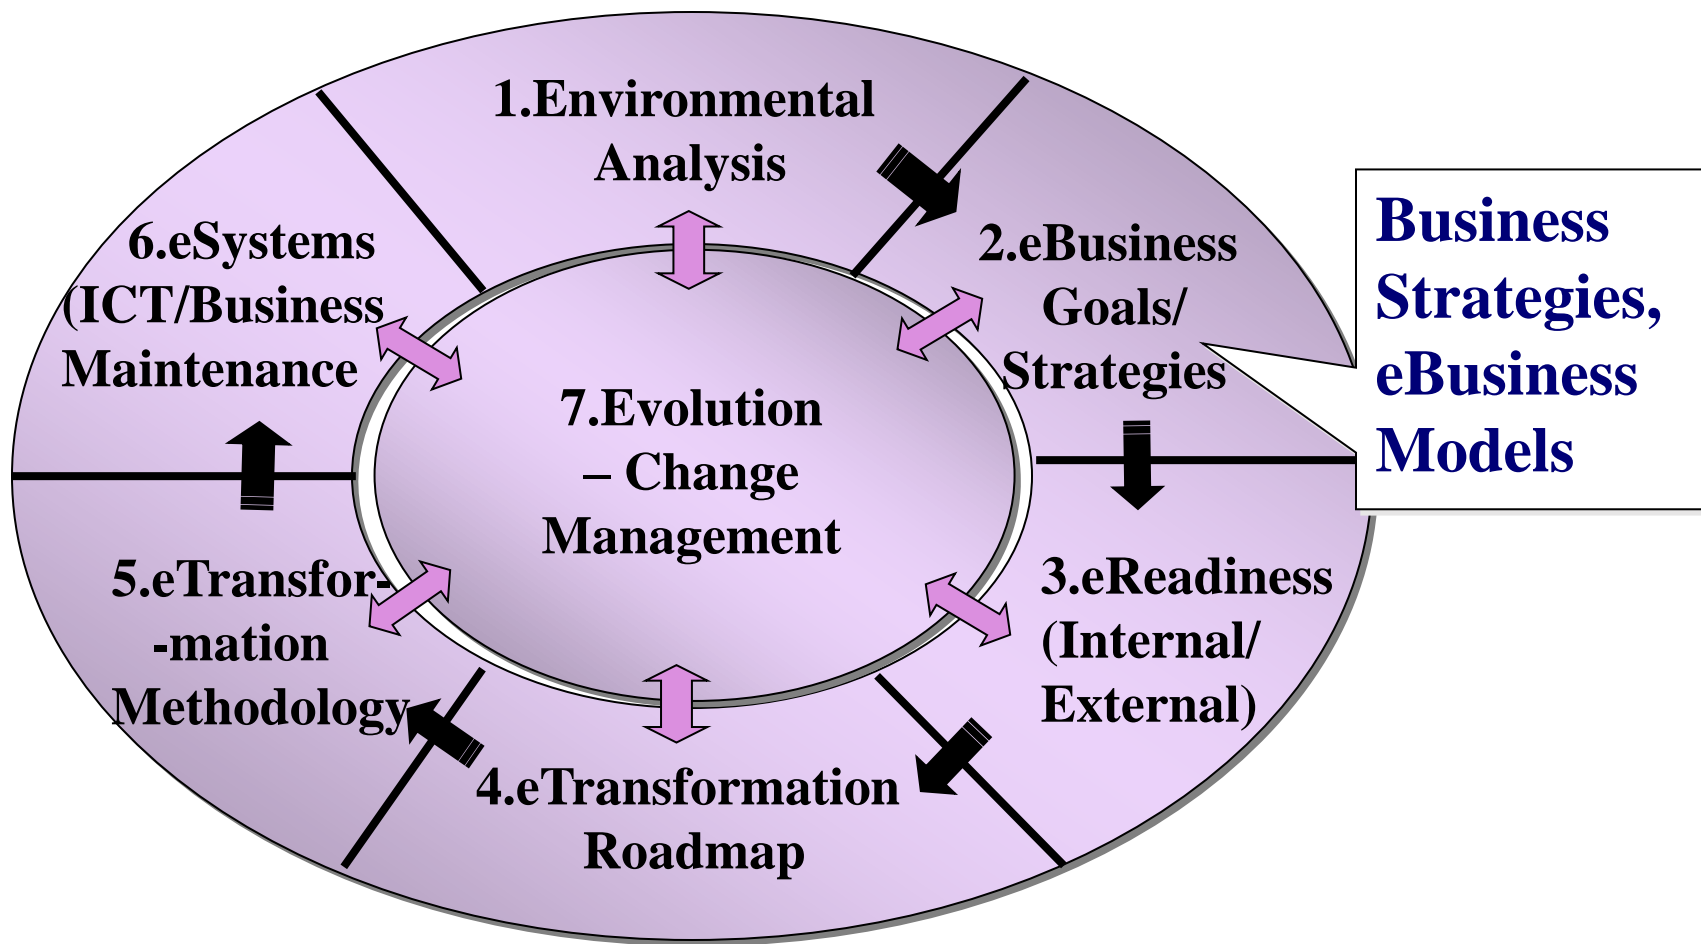 1.Environmental
Analysis
2.eBusiness
Goals/
Strategies
Business
Strategies,
eBusiness
Models
3.eReadiness
(Internal/
External)
4.eTransformation
Roadmap
5.eTransfor-
-mation
Methodology
6.eSystems
(ICT/Business
Maintenance
7.Evolution
– Change
Management